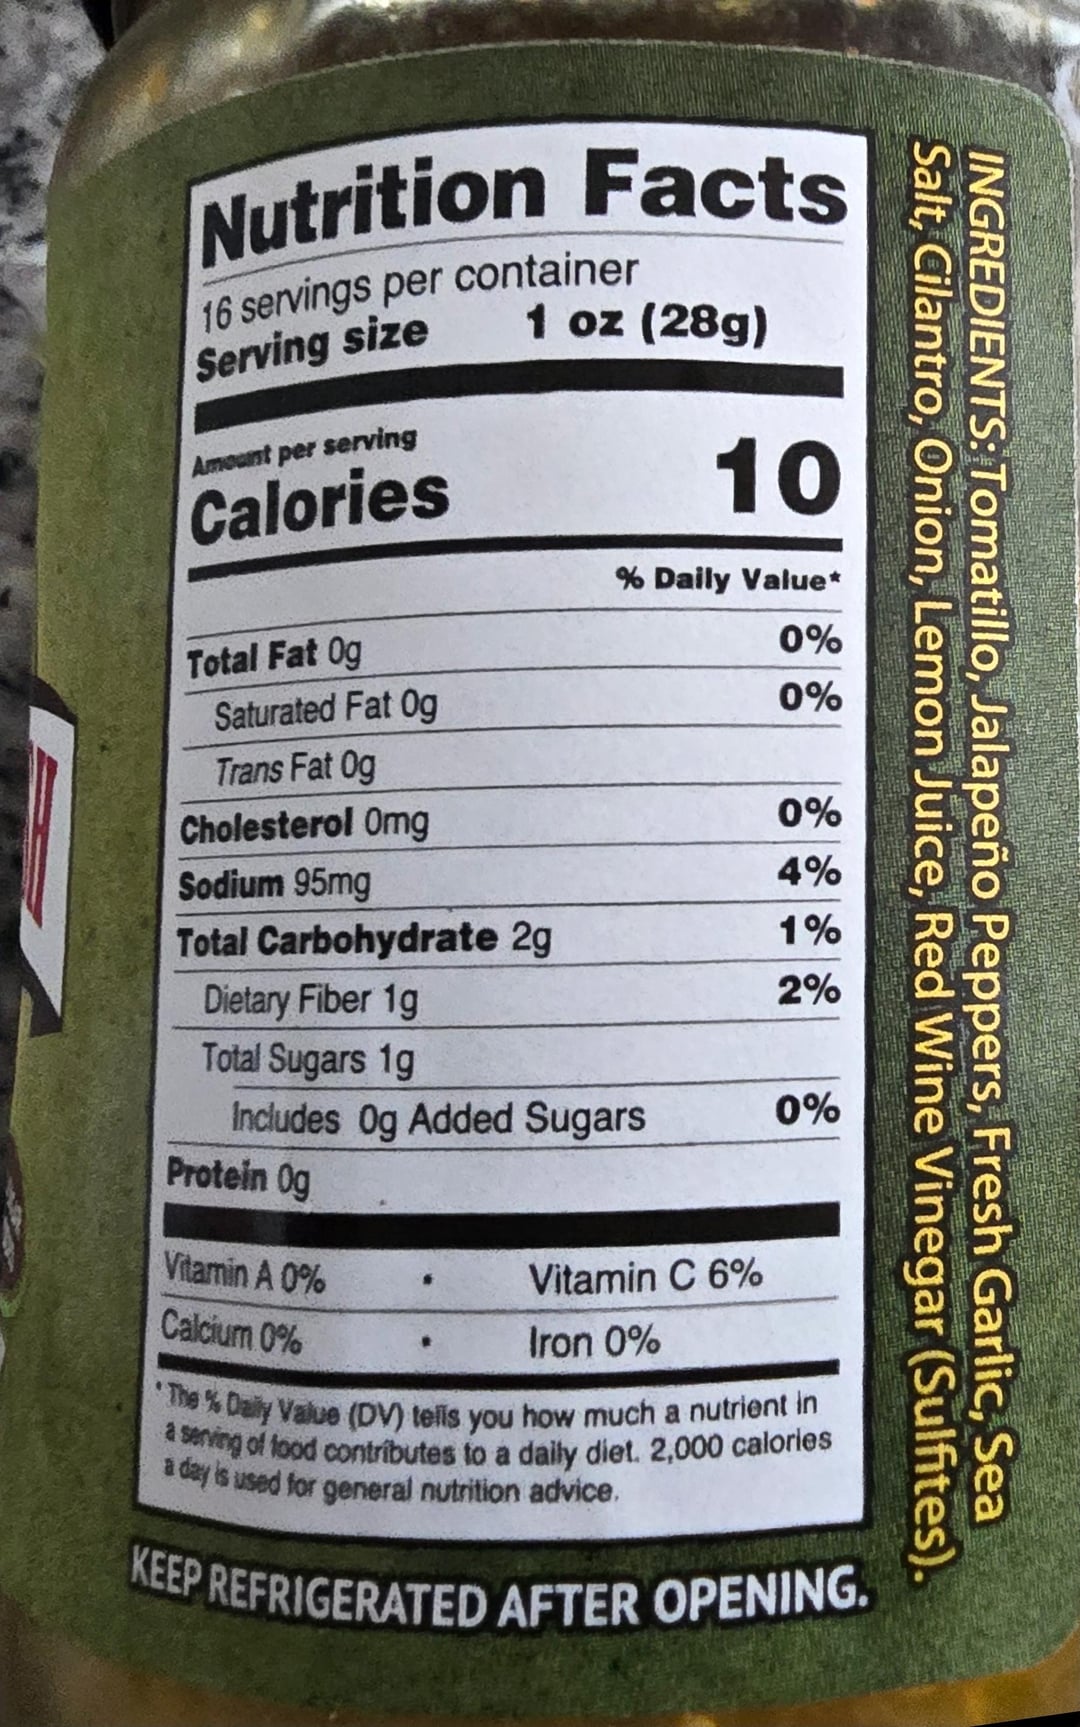 Nutrition Facts
16 servings per container
Serving size 1 oz (28g)
Amount per serving
Calories 10
% Daily Value*
Total Fat 0g 0%
Saturated Fat 0g 0%
Trans Fat 0g
Cholesterol 0mg 0%
Sodium 95mg 4%
Total Carbohydrate 2g 1%
Dietary Fiber 1g 2%
Total Sugars 1g
Includes 0g Added Sugars 0%
Protein 0g
Vitamin A 0% • Vitamin C 6%
Calcium 0% • Iron 0%
* The % Daily Value (DV) tells you how much a nutrient in
a serving of food contributes to a daily diet. 2,000 calories
a day is used for general nutrition advice.
KEEP REFRIGERATED AFTER OPENING.
INGREDIENTS: Tomatillo, Jalapeño Peppers, Fresh Garlic, Sea
Salt, Cilantro, Onion, Lemon Juice, Red Wine Vinegar (Sulfites).